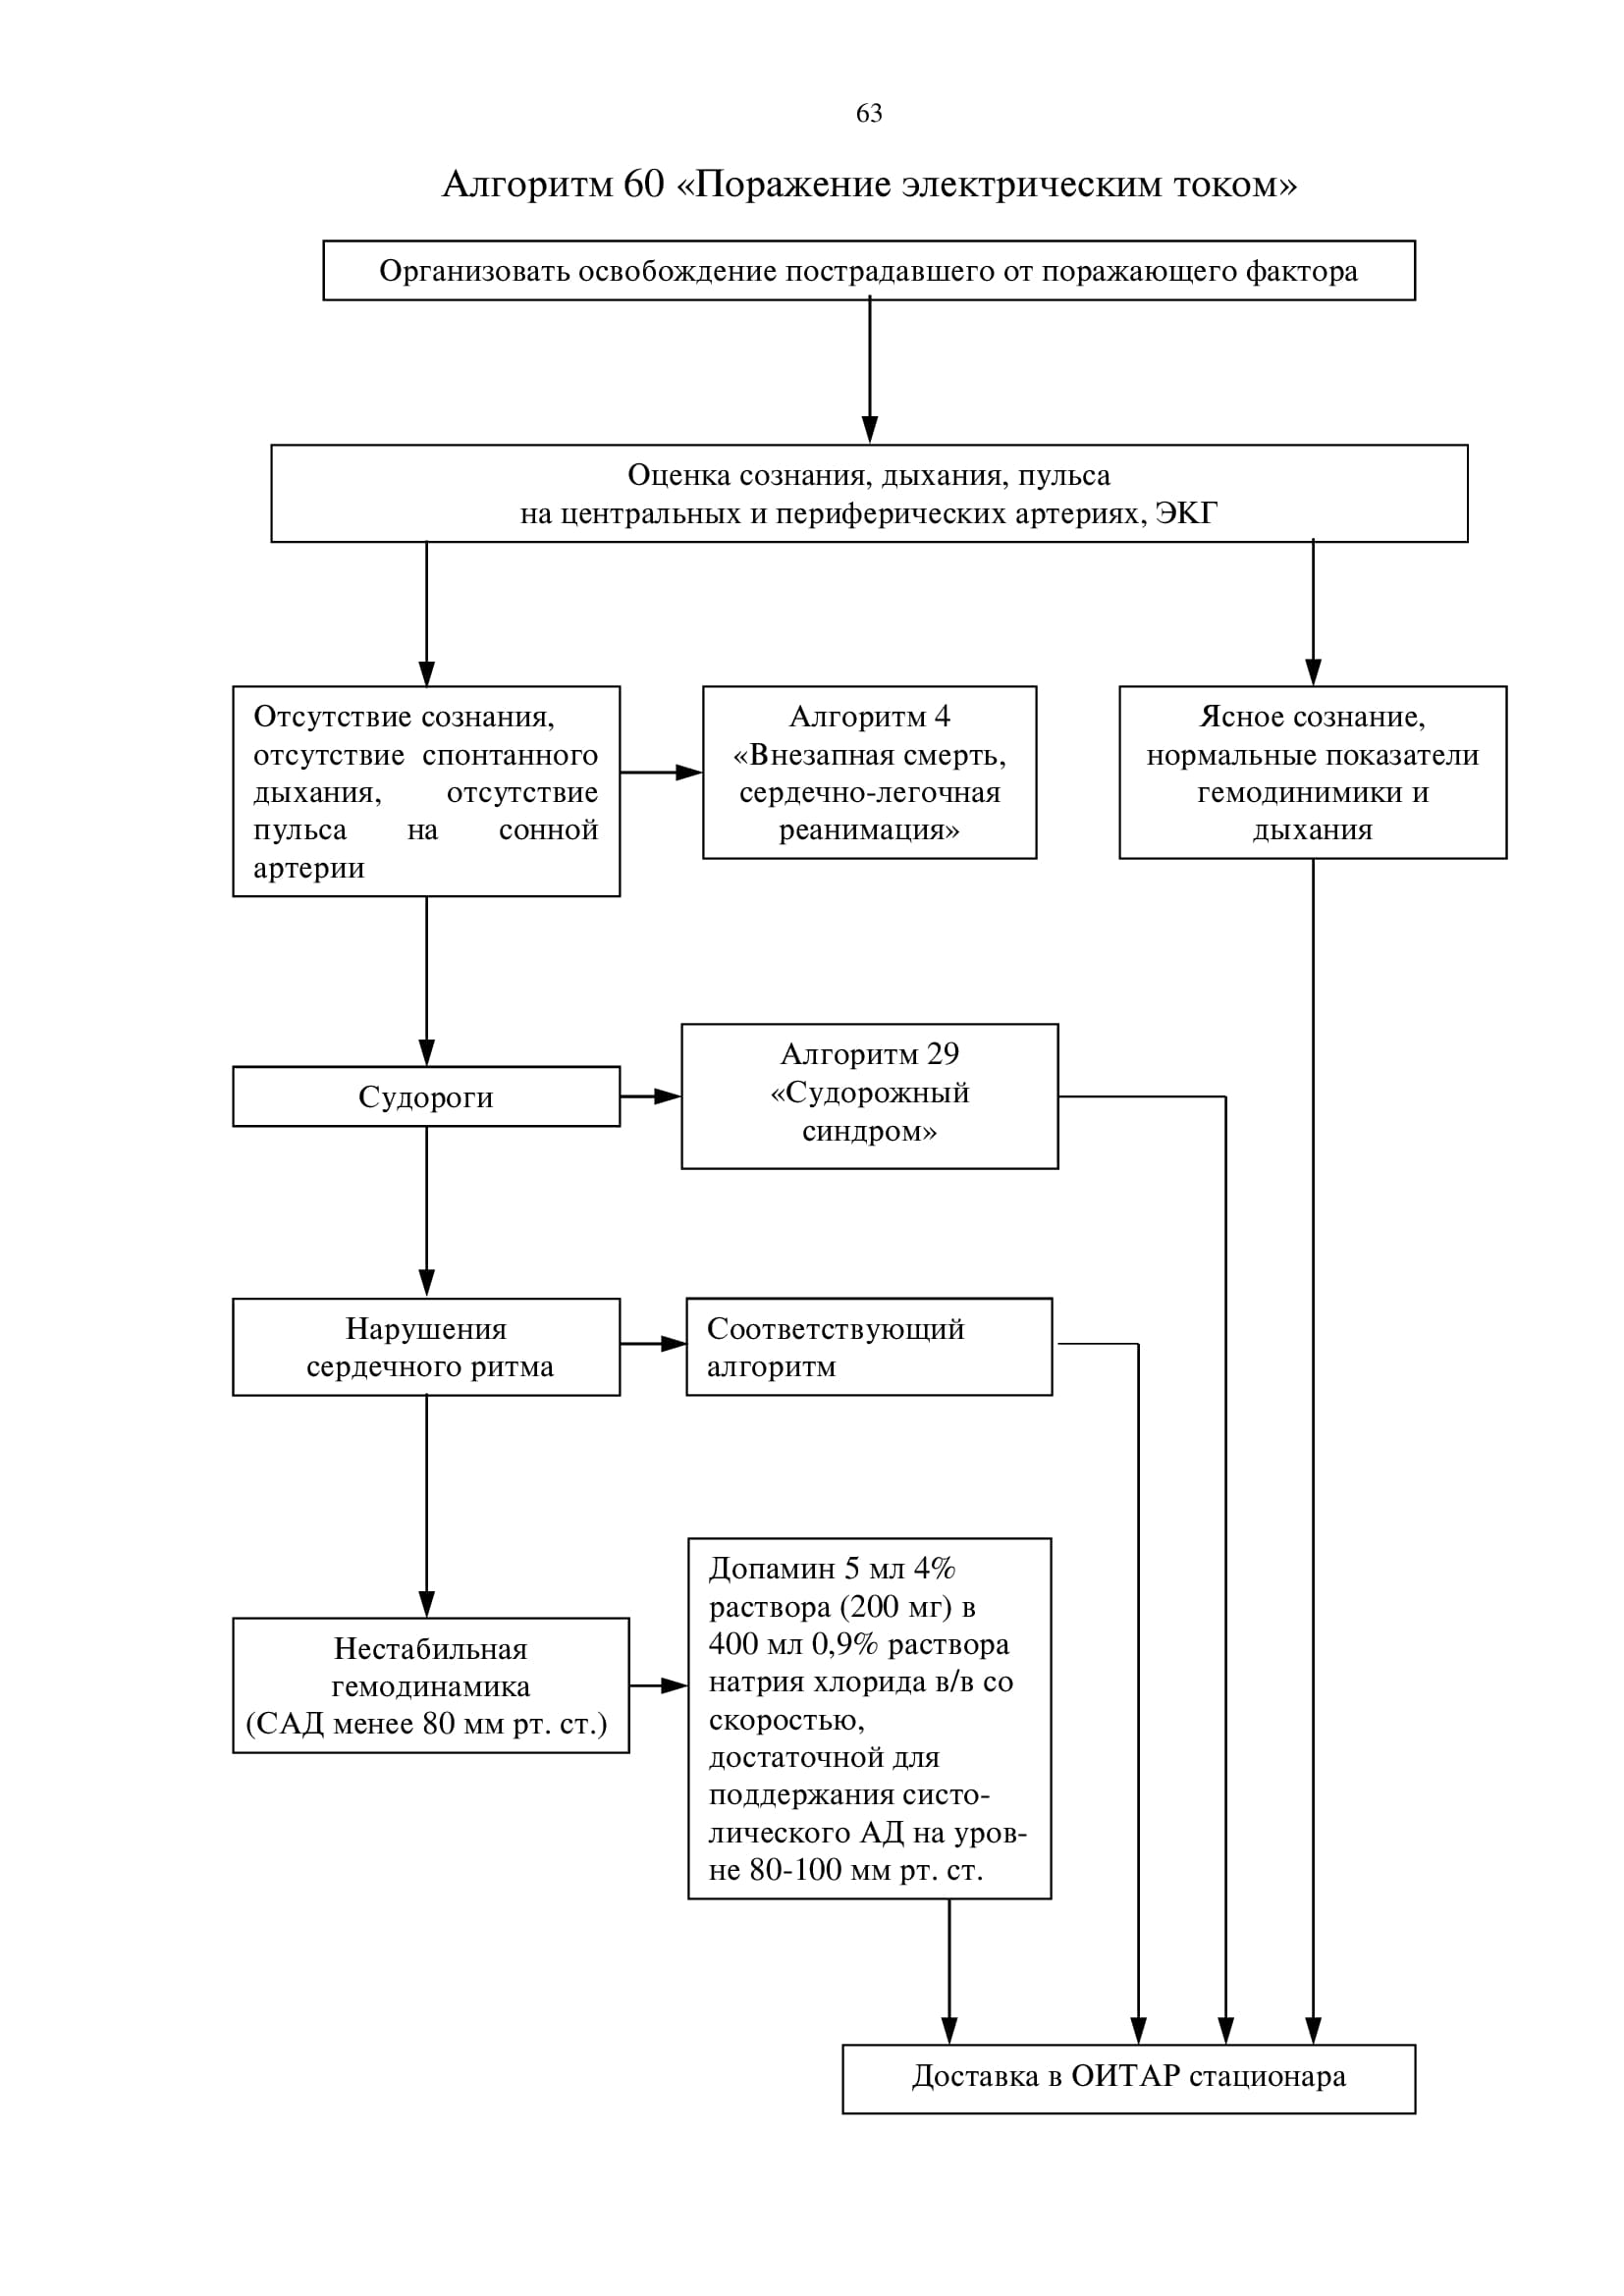 63
Алгоритм 60 «Поражение электрическим током»
Организовать освобождение пострадавшего от поражающего фактора
Оценка сознания, дыхания, пульса
на центральных и периферических артериях, ЭКГ
Отсутствие сознания,
отсутствие спонтанного
дыхания, отсутствие
пульса на сонной
артерии
Алгоритм 4
«Внезапная смерть,
сердечно-легочная
реанимация»
Ясное сознание,
нормальные показатели
гемодинимики и
дыхания
Судороги
Алгоритм 29
«Судорожный
синдром»
Нарушения
сердечного ритма
Соответствующий
алгоритм
Нестабильная
гемодинамика
(САД менее 80 мм рт. ст.)
Допамин 5 мл 4%
раствора (200 мг) в
400 мл 0,9% раствора
натрия хлорида в/в со
скоростью,
достаточной для
поддержания систо-
лического АД на уров-
не 80-100 мм рт. ст.
Доставка в ОИТАР стационара